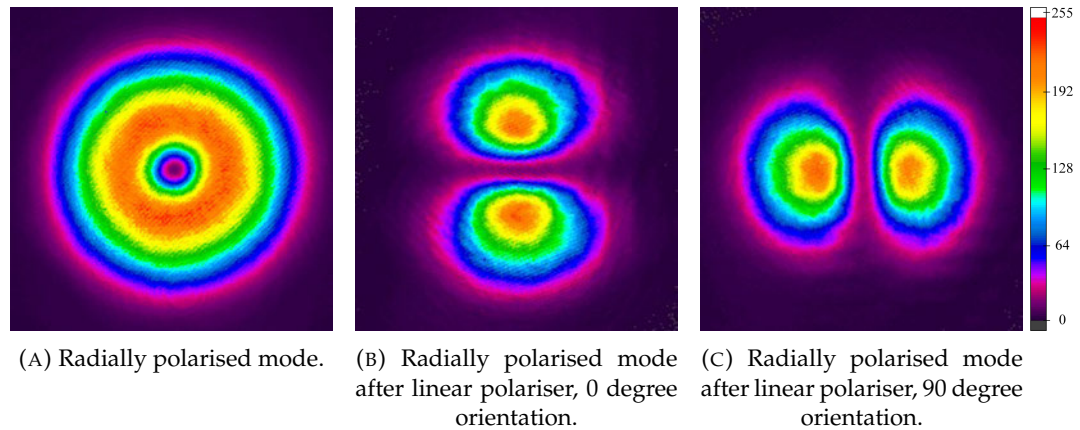 255
192
128
64
0
(A) Radially polarised mode.
(B) Radially polarised mode
after linear polariser, 0 degree
orientation.
(C) Radially polarised mode
after linear polariser, 90 degree
orientation.